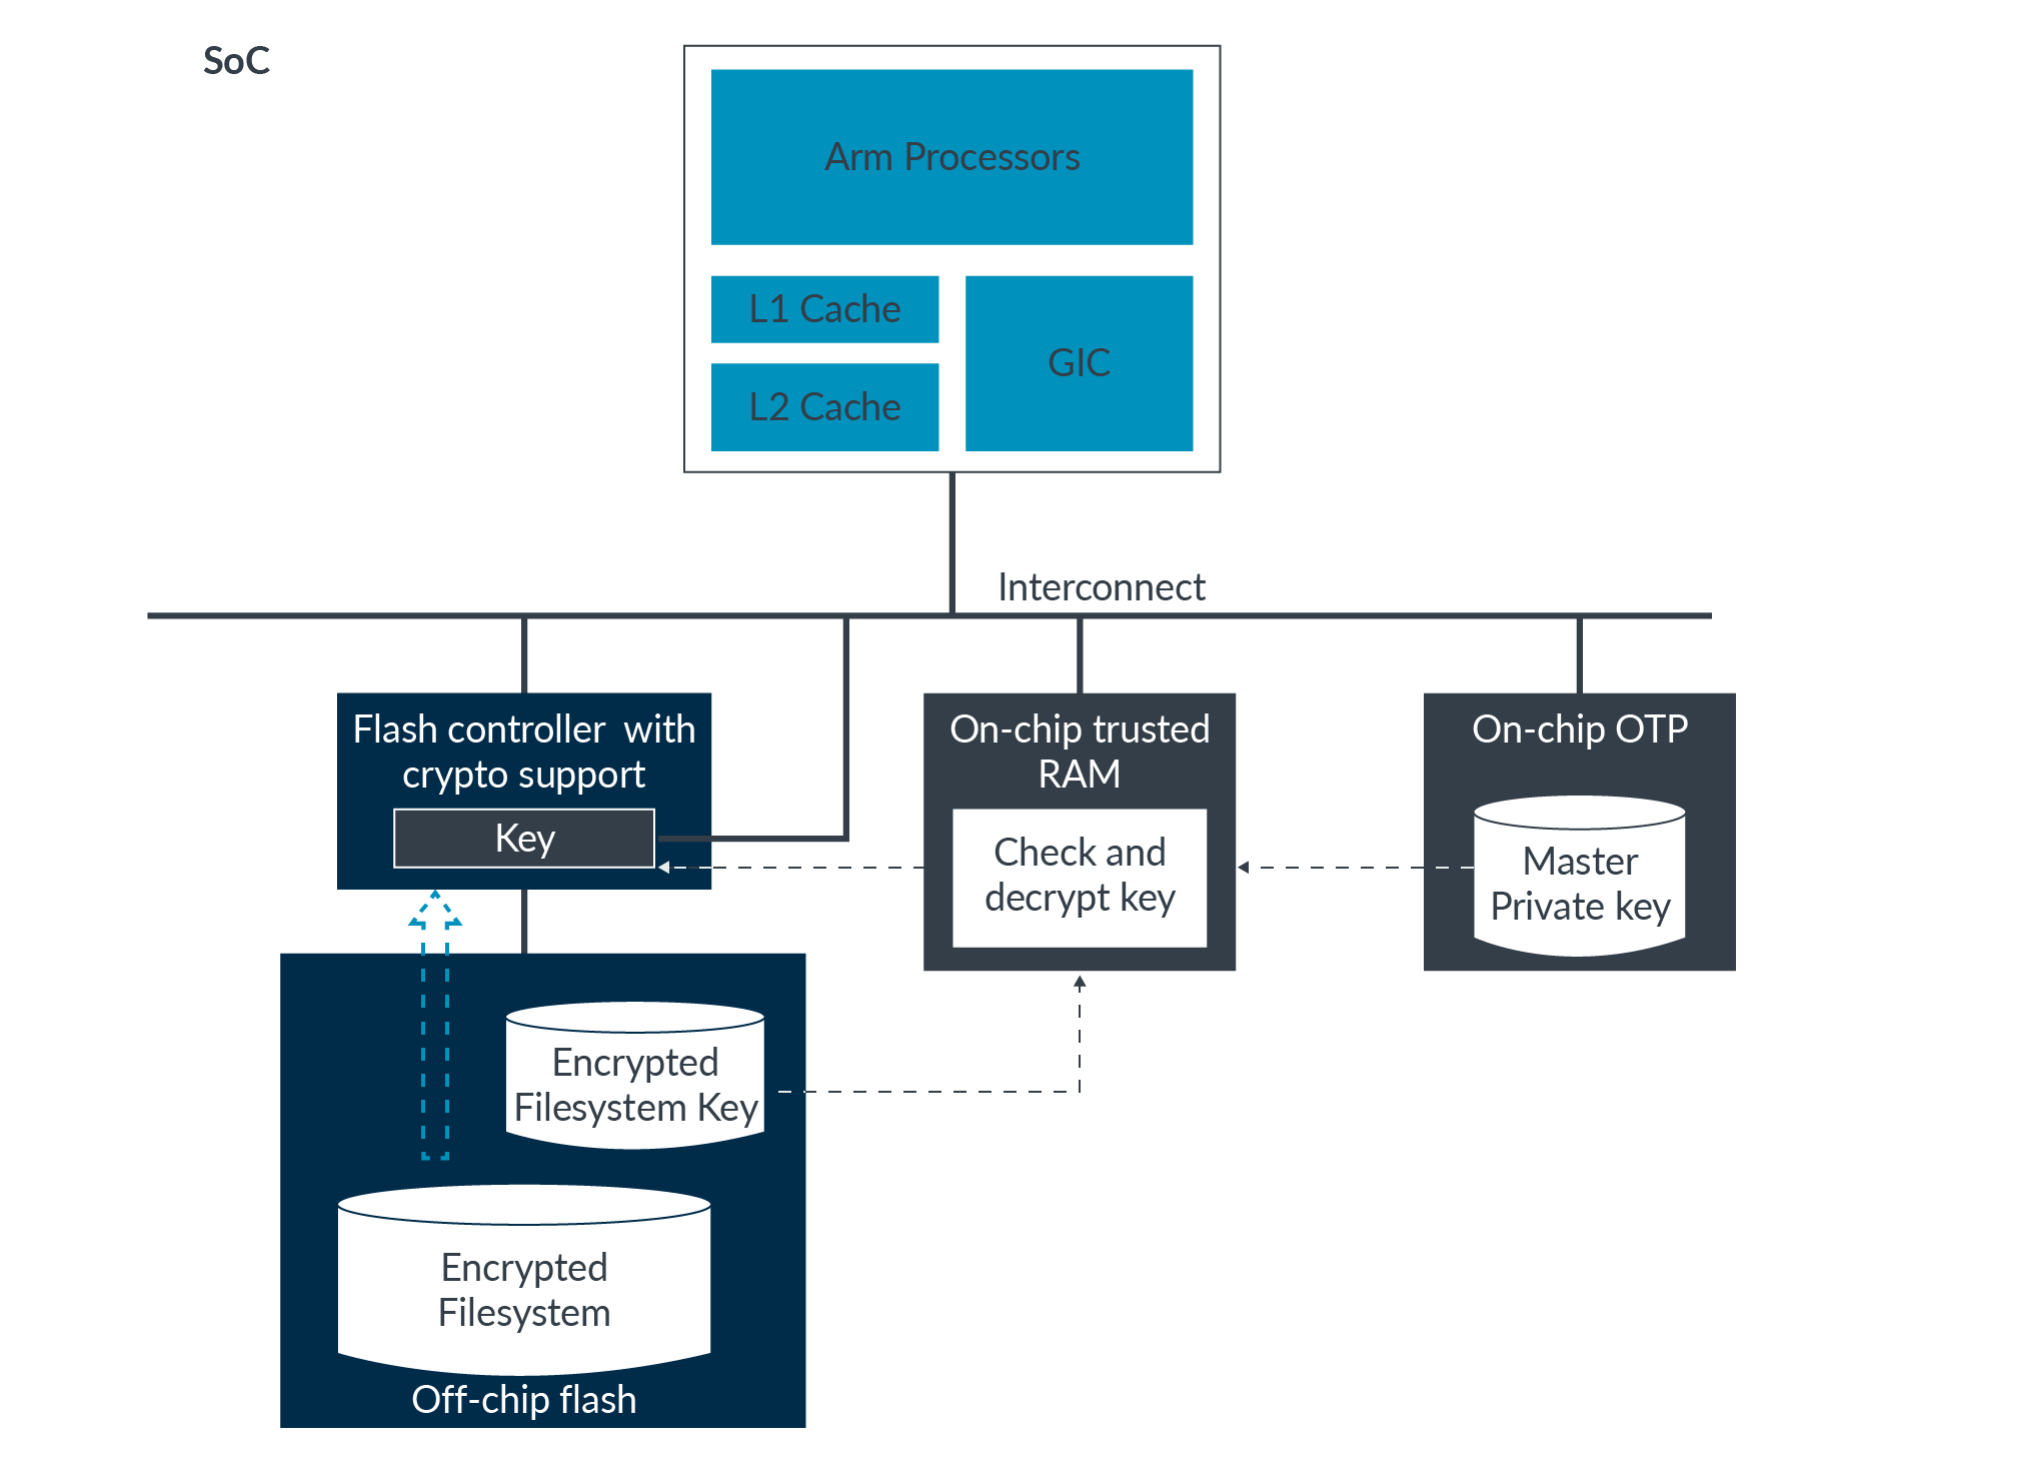 SoC
Arm Processors
L1 Cache
GIC
L2 Cache
Interconnect
Flash controller with
crypto support
Key
On-chip trusted
RAM
Check and
decrypt key
On-chip OTP
Master
Private key
Encrypted
Filesystem Key
Encrypted
Filesystem
Off-chip flash